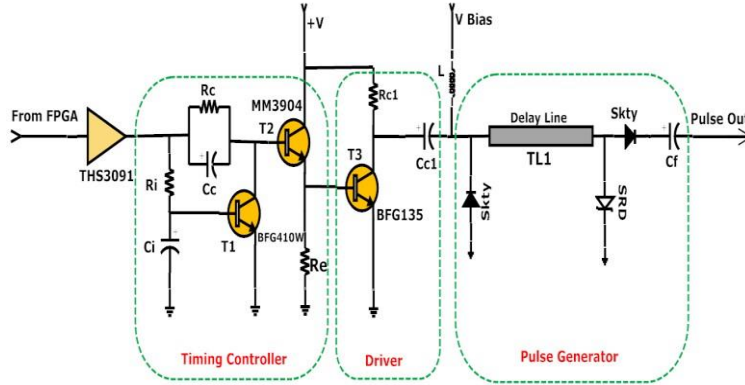 +V
V Bias
L
Rc
MM3904
Rc1
From FPGA
T2
Delay Line
Skty
Pulse Out
THS3091
Cc
T3
Cc1
TL1
Cf
Ri
Skty
SRD
BFG135
Ci
T1
BFG410W
Re
Timing Controller
Driver
Pulse Generator